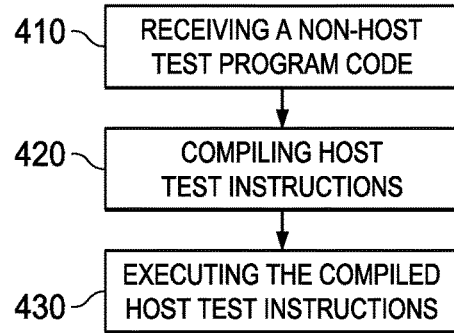 410
RECEIVING A NON-HOST
TEST PROGRAM CODE
420
COMPILING HOST
TEST INSTRUCTIONS
430
EXECUTING THE COMPILED
HOST TEST INSTRUCTIONS